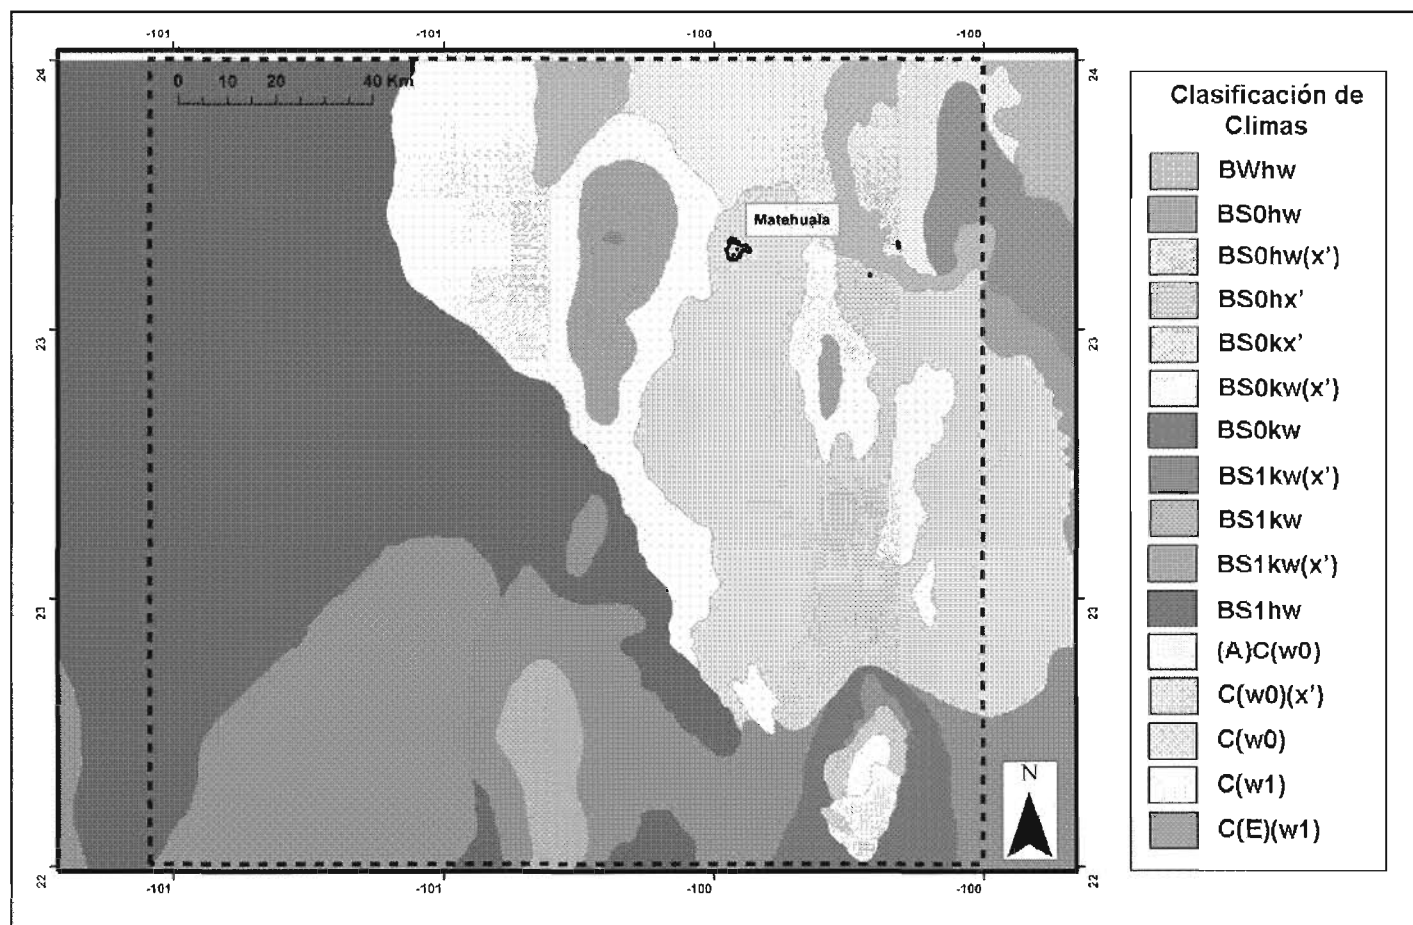 -101 -101 -100 -100
24 24
0 10 20 40 Km
Matehuala
23 23
23 23
22 22
N
-101 -101 -100 -100
Clasificación de
Climas
BWhw
BS0hw
BS0hw(x')
BS0hx'
BS0kx'
BS0kw(x')
BS0kw
BS1kw(x')
BS1kw
BS1kw(x')
BS1hw
(A)C(w0)
C(w0)(x')
C(w0)
C(w1)
C(E)(w1)